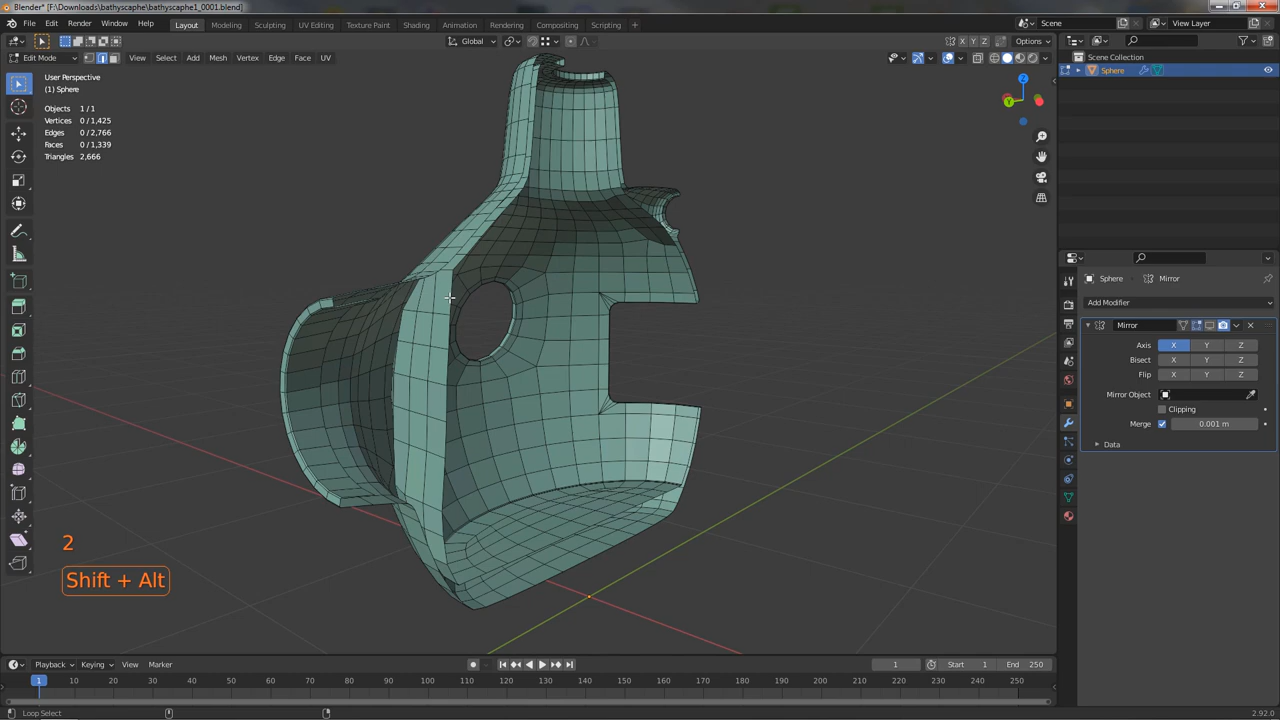 Blender* [F:\Downloads\bathyscaphe\bathyscaphe1_0001.blend]
File Edit Render Window Help Layout Modeling Sculpting UV Editing Texture Paint Shading Animation Rendering Compositing Scripting Scene View Layer
Global X Y Z Options
Edit Mode View Select Add Mesh Vertex Edge Face UV
Scene Collection
Sphere
User Perspective
(1) Sphere
Objects 1 / 1
Vertices 0 / 1,425
Edges 0 / 2,766
Faces 0 / 1,339
Triangles 2,666
Z
Y
Sphere Mirror
Add Modifier
Mirror
Axis X Y Z
Bisect X Y Z
Flip X Y Z
Mirror Object
Clipping
Merge 0.001 m
Data
2
Shift + Alt
Playback Keying View Marker 1 Start 1 End 250
1 10 20 30 40 50 60 70 80 90 100 110 120 130 140 150 160 170 180 190 200 210 220 230 240 250
Loop Select 2.92.0